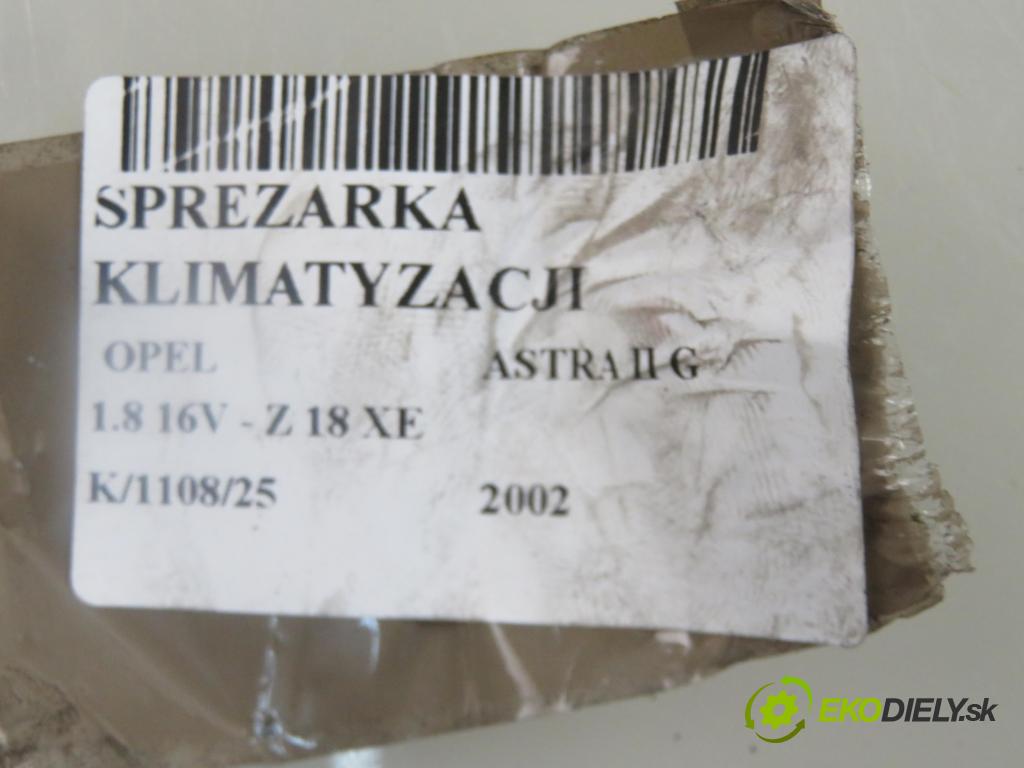 SPREZARKA
KLIMATYZACJI
OPEL ASTRA II G
1.8 16V - Z 18 XE
K/1108/25 2002
EKODIELY.sk